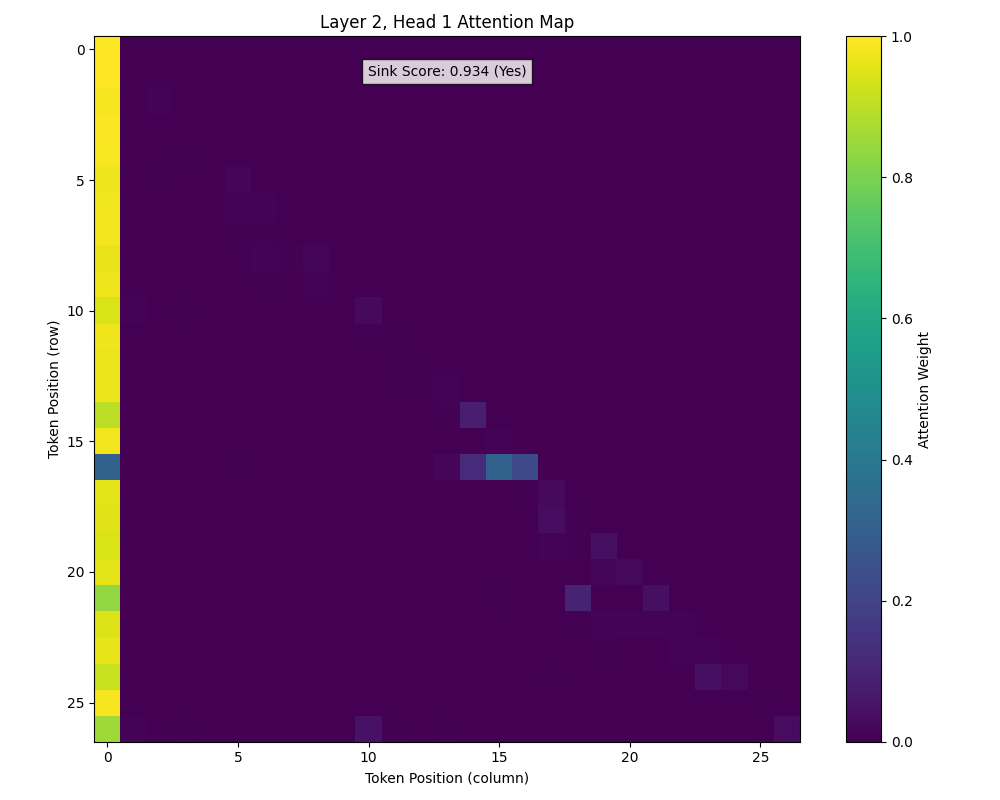 Layer 2, Head 1 Attention Map
Sink Score: 0.934 (Yes)
0
5
10
15
20
25
Token Position (row)
0 5 10 15 20 25
Token Position (column)
1.0
0.8
0.6
0.4
0.2
0.0
Attention Weight